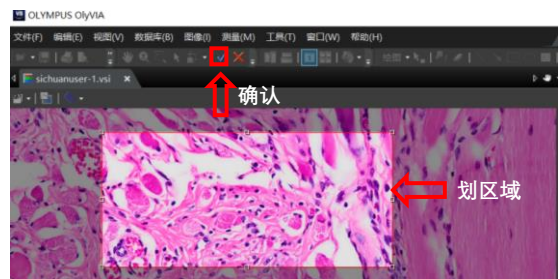 OLYMPUS OlyVIA
文件(F) 编辑(E) 视图(V) 数据库(B) 图像(I) 测量(M) 工具(T) 窗口(W) 帮助(H)
sichuanuser-1.vsi
确认
划区域